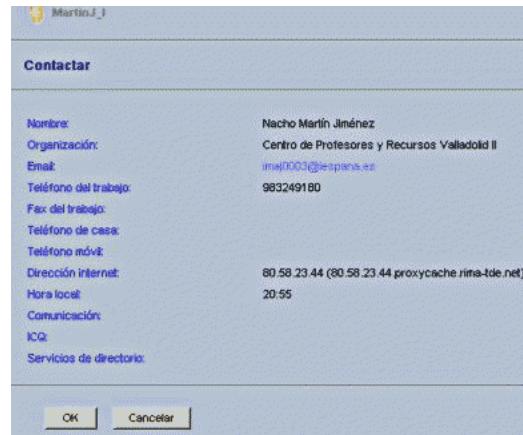 MartinJ_I
Contactar
Nombre: Nacho Martín Jiménez
Organización: Centro de Profesores y Recursos Valladolid II
Email: imaj0003@lespana.es
Teléfono del trabajo: 983249180
Fax del trabajo:
Teléfono de casa:
Teléfono móvil:
Dirección internet: 80.58.23.44 (80.58.23.44.proxycache.rima-tde.net)
Hora local: 20:55
Comunicación:
ICQ:
Servicios de directorio:
OK Cancelar